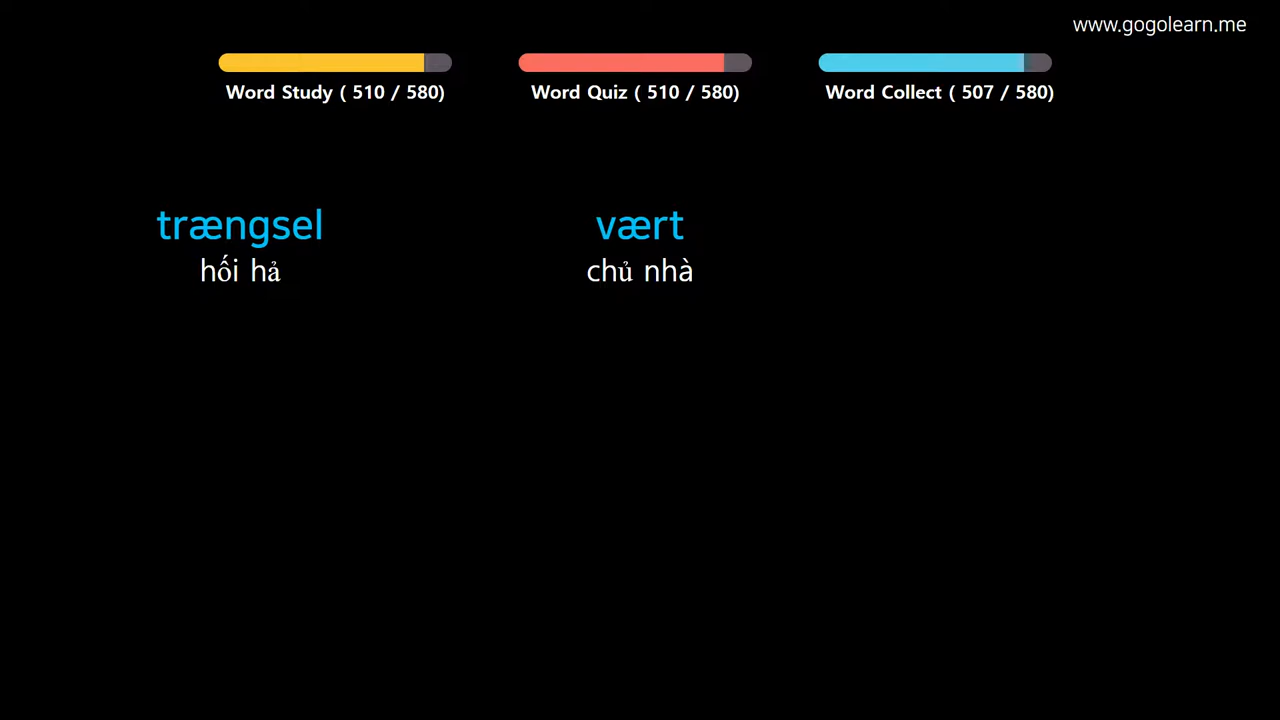 www.gogolearn.me
Word Study ( 510 / 580)
Word Quiz ( 510 / 580)
Word Collect ( 507 / 580)
trængsel
hối hả
vært
chủ nhà